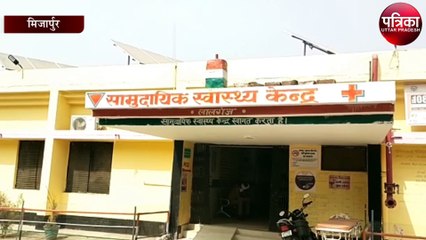 मिर्जापुर
पत्रिका
UTTAR PRADESH
सामुदायिक स्वास्थ्य केन्द्र
लालगंज
सामुदायिक स्वास्थ्य केन्द्र स्वागत करता है।